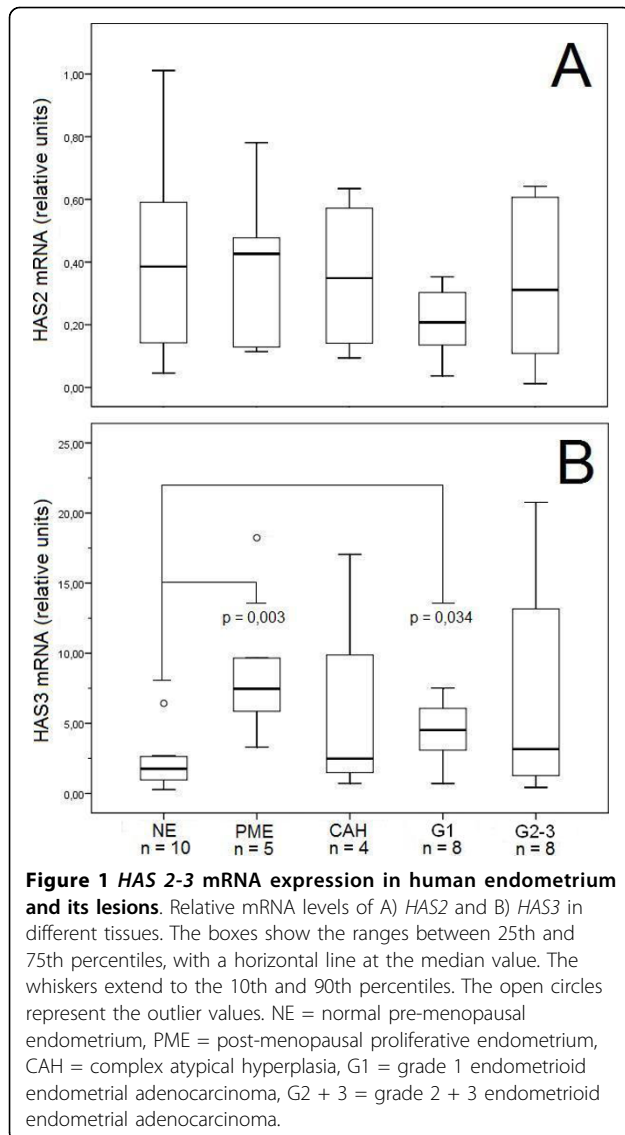 A
HAS2 mRNA (relative units)
1,00
0,80
0,60
0,40
0,20
0,00
B
HAS3 mRNA (relative units)
25,00
20,00
15,00
10,00
5,00
0,00
p = 0,003
p = 0,034
NE PME CAH G1 G2-3
n = 10 n = 5 n = 4 n = 8 n = 8
Figure 1 HAS 2-3 mRNA expression in human endometrium
and its lesions. Relative mRNA levels of A) HAS2 and B) HAS3 in
different tissues. The boxes show the ranges between 25th and
75th percentiles, with a horizontal line at the median value. The
whiskers extend to the 10th and 90th percentiles. The open circles
represent the outlier values. NE = normal pre-menopausal
endometrium, PME = post-menopausal proliferative endometrium,
CAH = complex atypical hyperplasia, G1 = grade 1 endometrioid
endometrial adenocarcinoma, G2 + 3 = grade 2 + 3 endometrioid
endometrial adenocarcinoma.